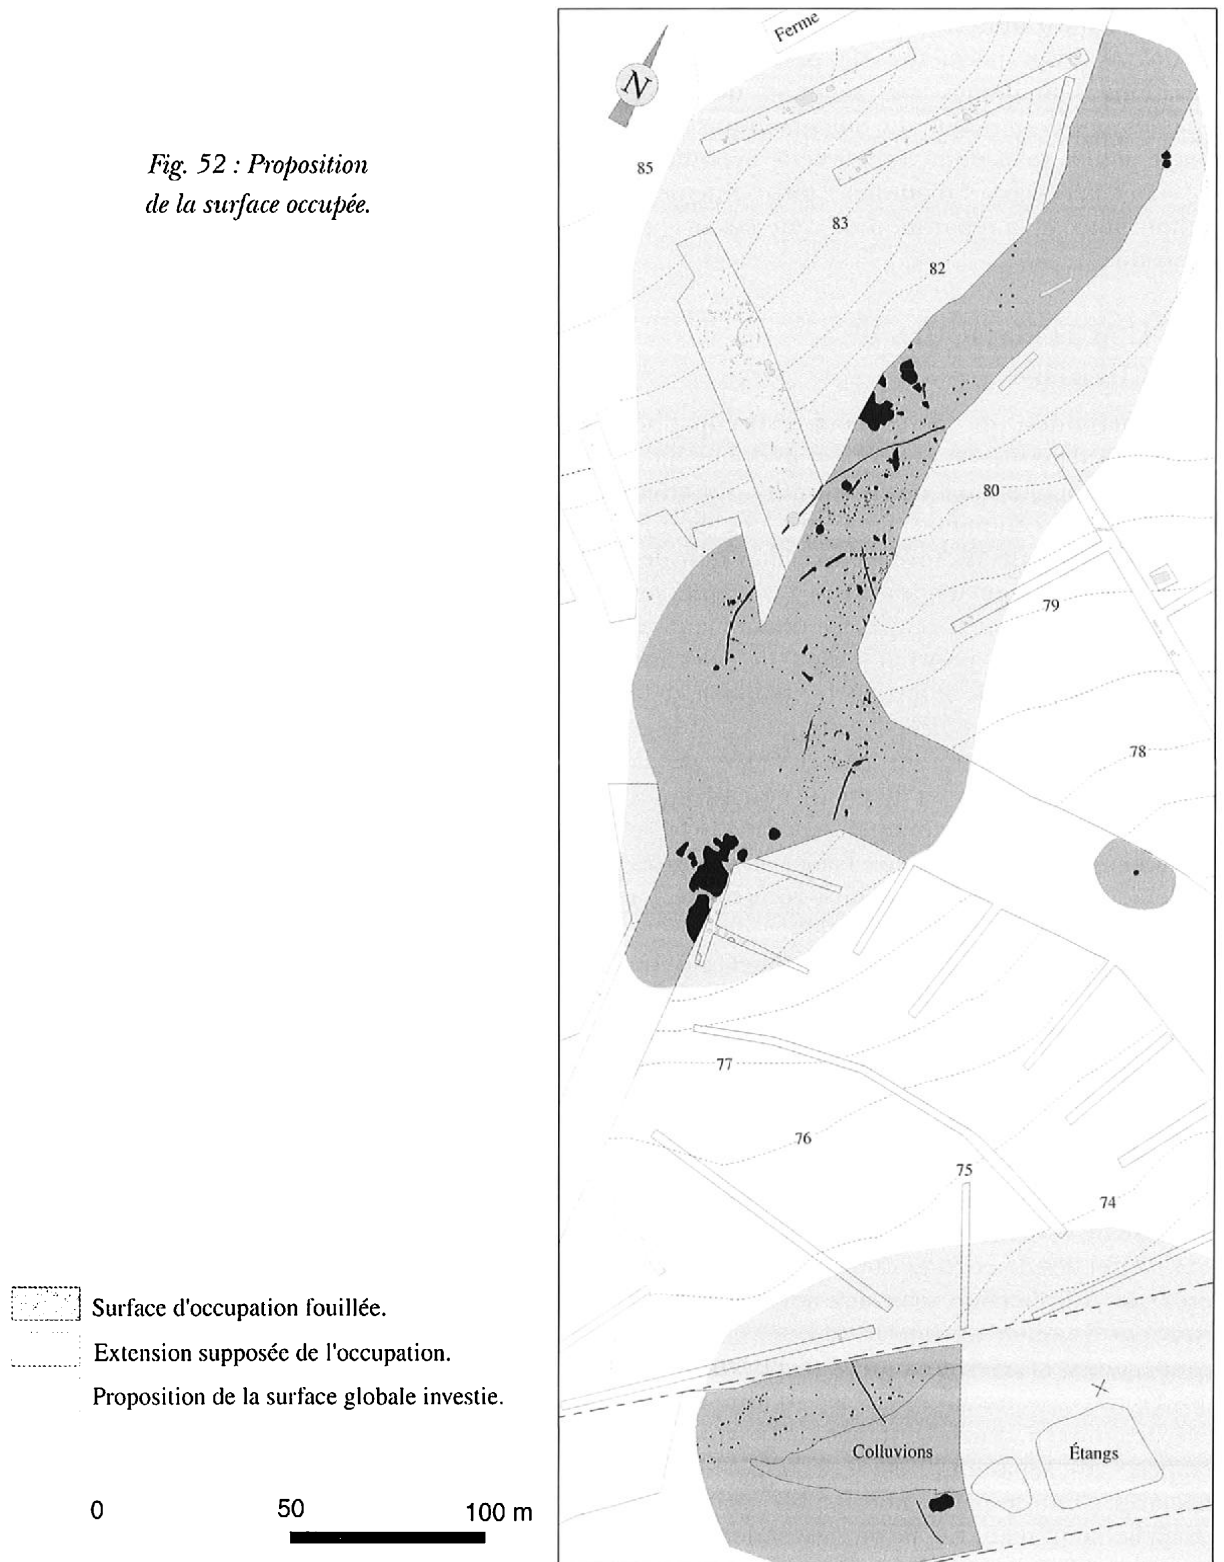 Fig. 52 : Proposition
de la surface occupée.
Ferme
N
85
83
82
80
79
78
77
76
75
74
Colluvions
Étangs
Surface d'occupation fouillée.
Extension supposée de l'occupation.
Proposition de la surface globale investie.
0 50 100 m